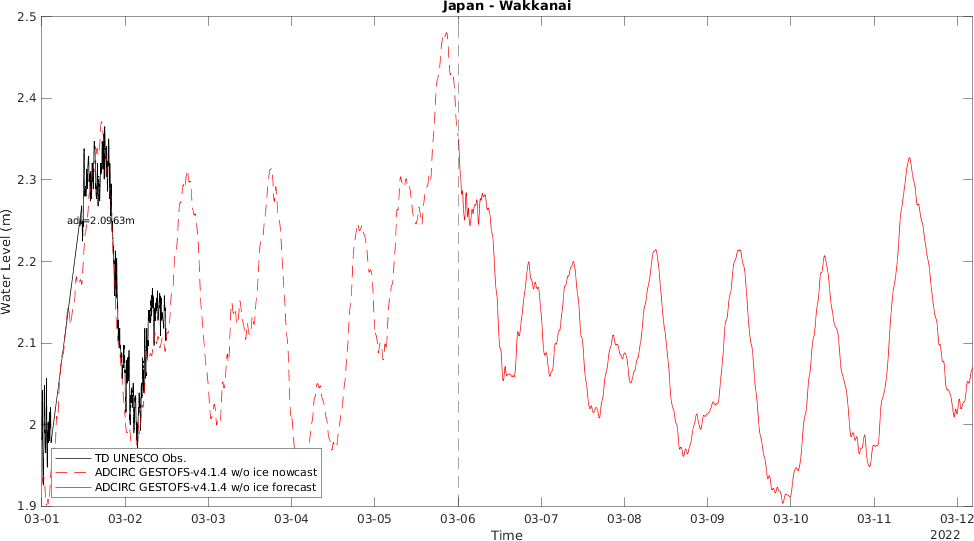 Japan - Wakkanai
2.5
2.4
2.3
2.2
2.1
2
1.9
Water Level (m)
adj=2.0963m
TD UNESCO Obs.
ADCIRC GESTOFS-v4.1.4 w/o ice nowcast
ADCIRC GESTOFS-v4.1.4 w/o ice forecast
03-01 03-02 03-03 03-04 03-05 03-06 03-07 03-08 03-09 03-10 03-11 03-12
Time
2022